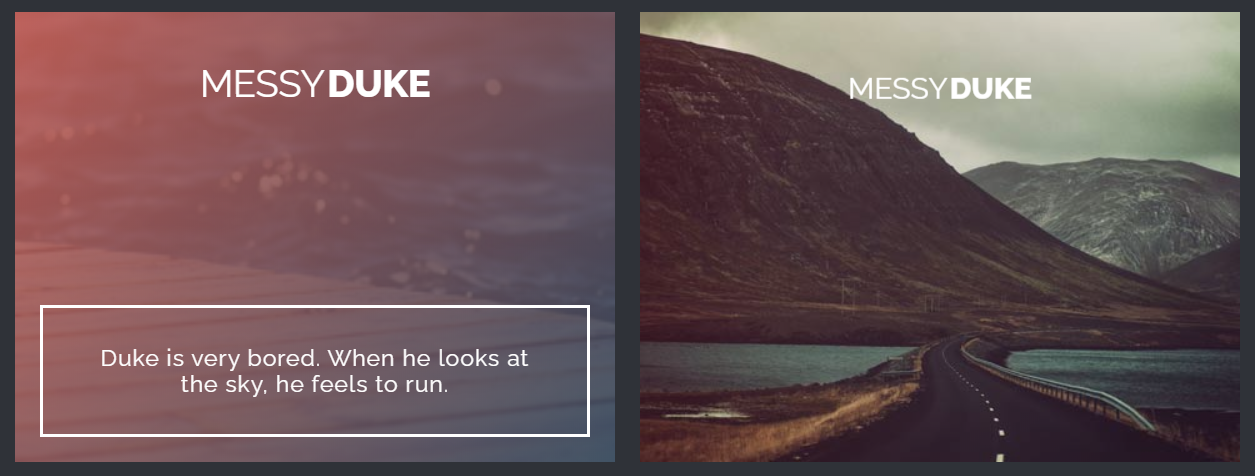 MESSYDUKE
Duke is very bored. When he looks at
the sky, he feels to run.
MESSYDUKE